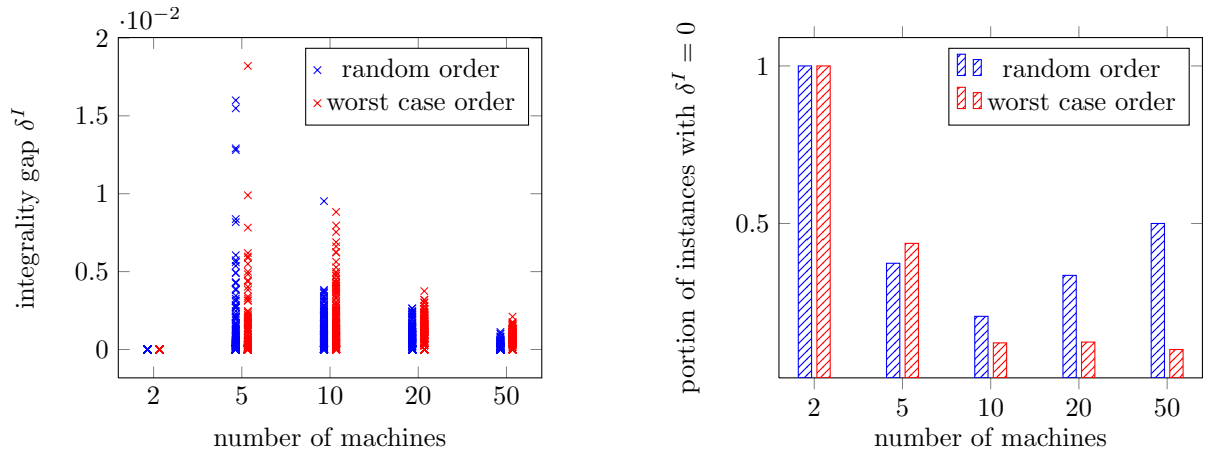 ·10⁻²
2
1.5
1
0.5
0
integrality gap δ^I
random order
worst case order
2 5 10 20 50
number of machines
portion of instances with δ^I = 0
1
0.5
random order
worst case order
2 5 10 20 50
number of machines